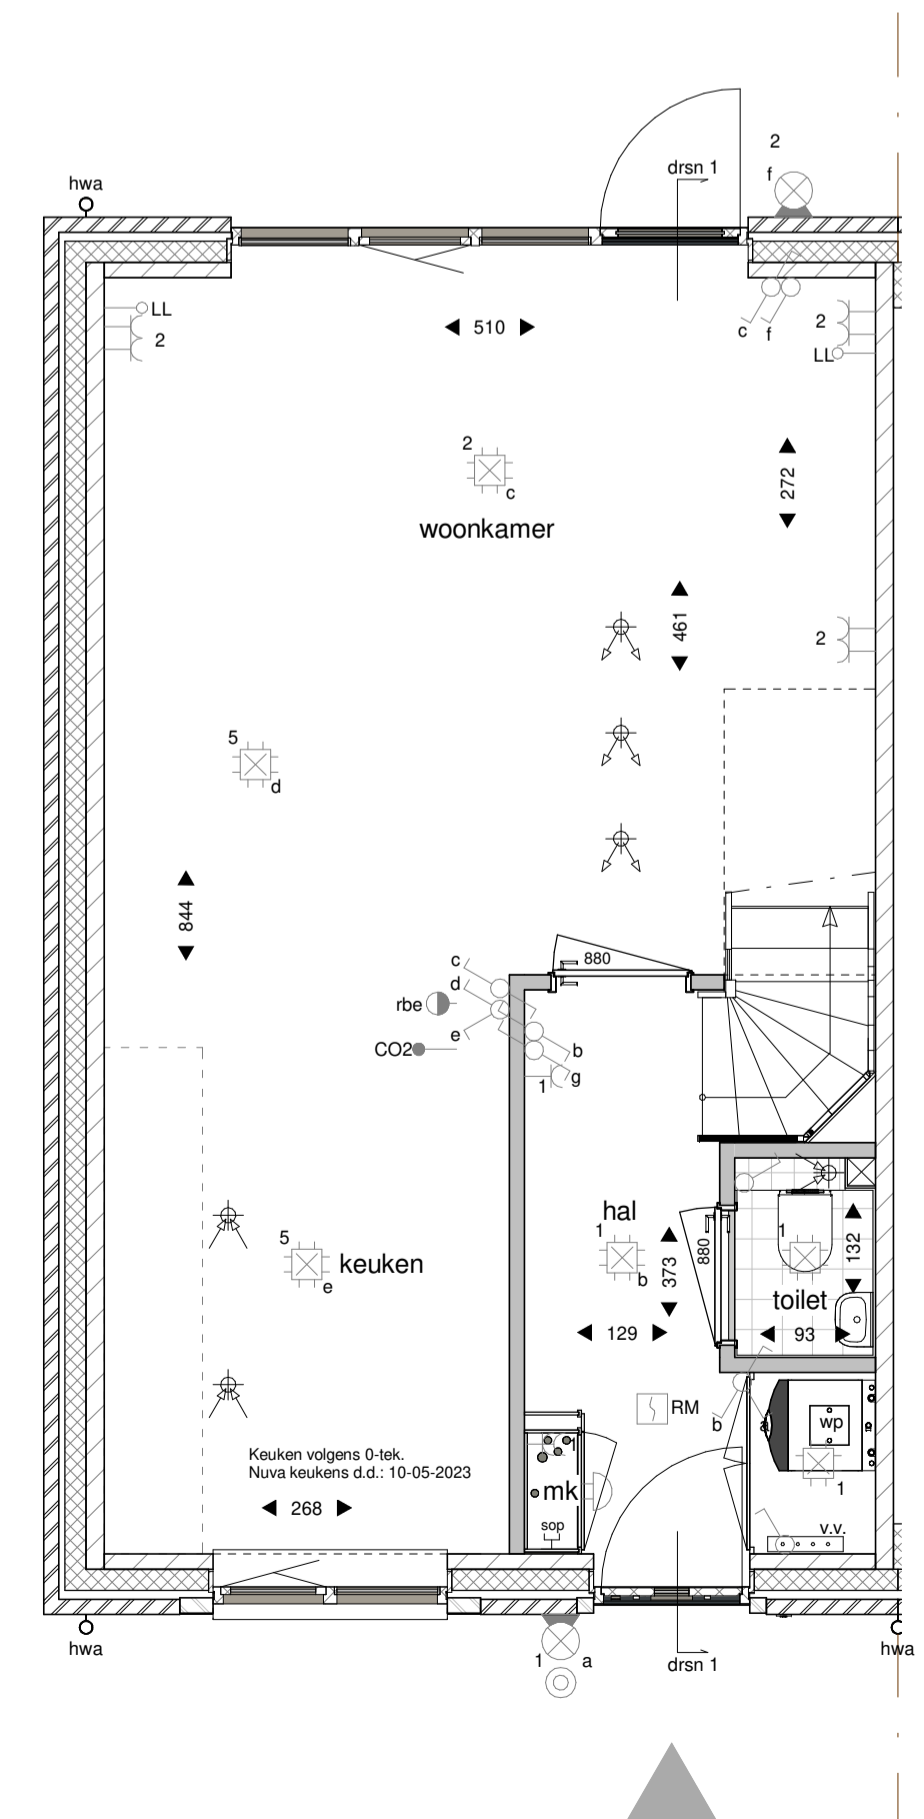 2
drsn 1
f
hwa
LL
2
510
c
f
2
LL
2
c
272
woonkamer
461
2
5
d
844
c
880
d
rbe
e
CO2
b
1
g
hal
1
b
373
880
1
132
5
keuken
e
toilet
129
93
RM
b
wp
Keuken volgens 0-tek.
Nuva keukens d.d.: 10-05-2023
1
mk
1
268
sop
v.v.
hwa
1
a
drsn 1
hwa